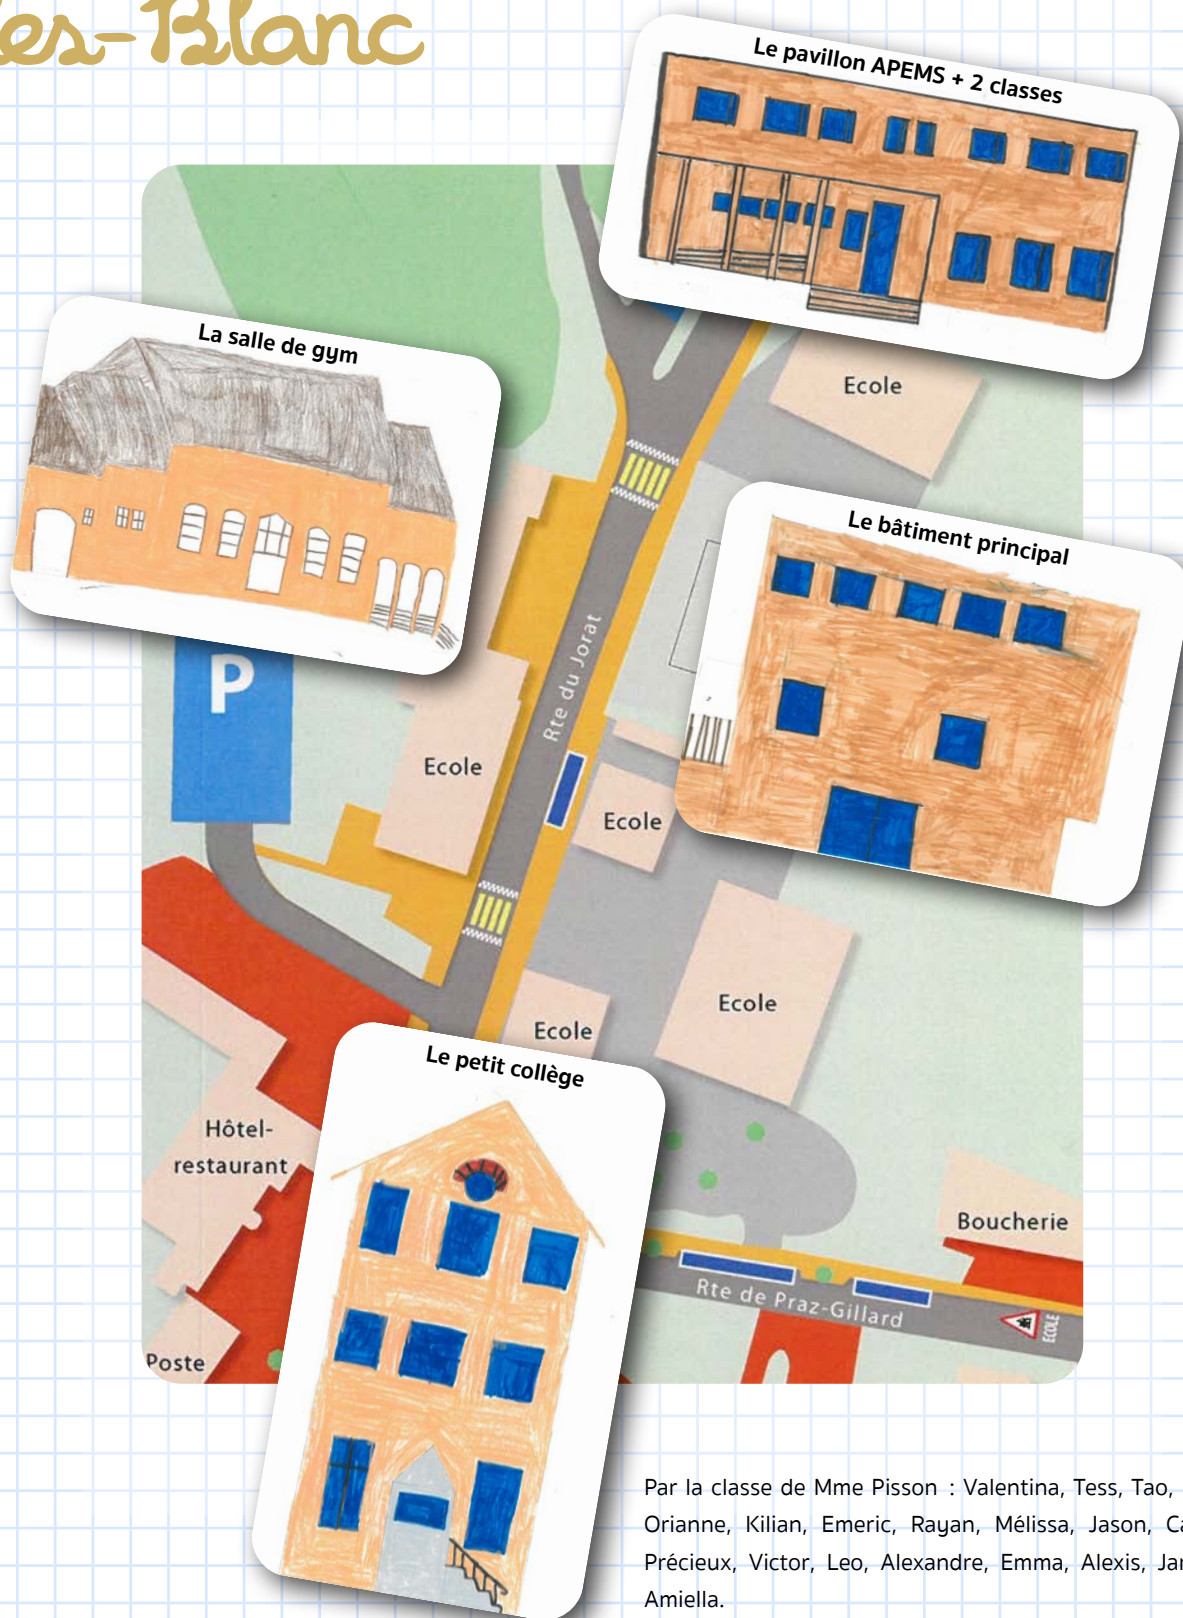 es-Blanc
Le pavillon APEMS + 2 classes
La salle de gym
Ecole
Le bâtiment principal
P
Rte du Jorat
Ecole
Ecole
Ecole
Ecole
Le petit collège
Hôtel-
restaurant
Boucherie
Rte de Praz-Gillard
ECOLE
Poste
Par la classe de Mme Pisson : Valentina, Tess, Tao,
Orianne, Kilian, Emeric, Rayan, Mélissa, Jason,
Précieux, Victor, Leo, Alexandre, Emma, Alexis,
Amiella.